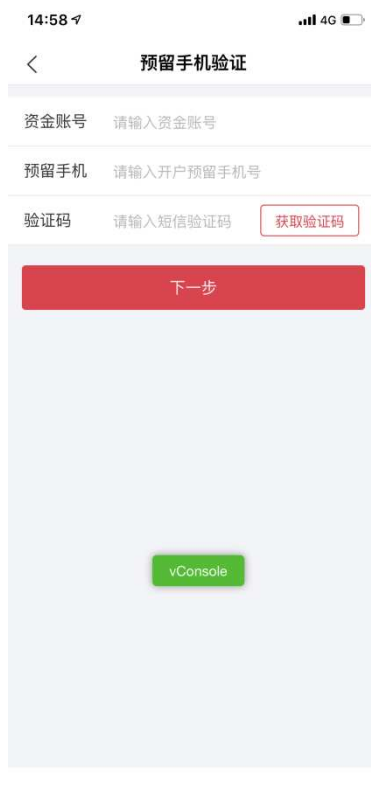 14:58
4G
预留手机验证
资金账号 请输入资金账号
预留手机 请输入开户预留手机号
验证码 请输入短信验证码 获取验证码
下一步
vConsole